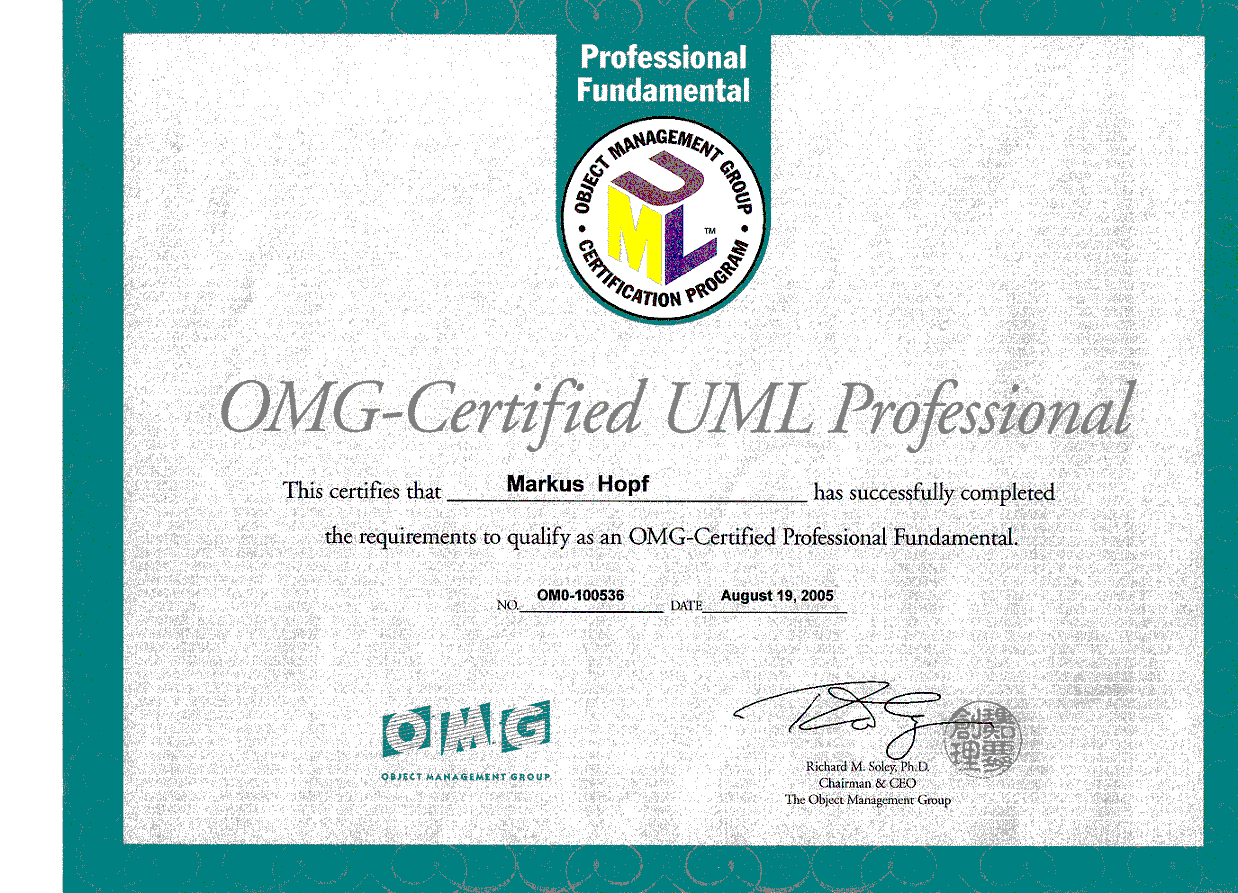 Professional
Fundamental
OBJECT MANAGEMENT GROUP
UML™
• CERTIFICATION PROGRAM •
OMG-Certified UML Professional
This certifies that Markus Hopf has successfully completed
the requirements to qualify as an OMG-Certified Professional Fundamental.
NO. OM0-100536 DATE August 19, 2005
OMG
OBJECT MANAGEMENT GROUP
Richard M. Soley, Ph.D.
Chairman & CEO
The Object Management Group